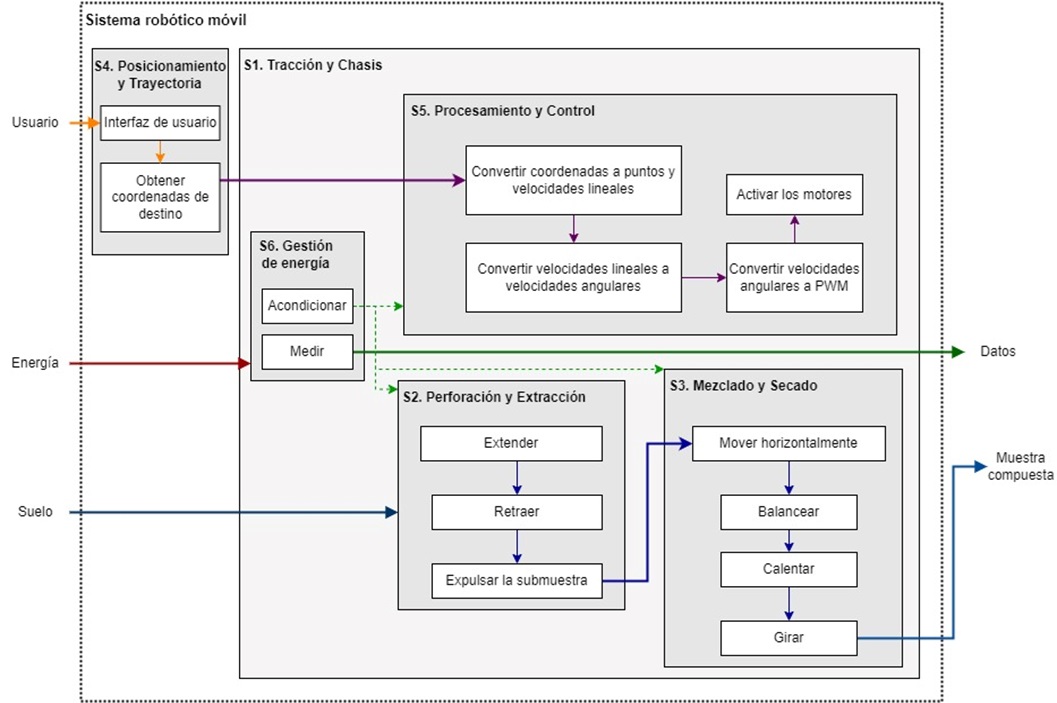 Sistema robótico móvil
S4. Posicionamiento
y Trayectoria
Usuario
Interfaz de usuario
Obtener
coordenadas de
destino
S1. Tracción y Chasis
S5. Procesamiento y Control
Convertir coordenadas a puntos y
velocidades lineales
Activar los motores
Convertir velocidades lineales a
velocidades angulares
Convertir velocidades
angulares a PWM
S6. Gestión
de energía
Acondicionar
Medir
Energía
Datos
S2. Perforación y Extracción
Extender
Retraer
Expulsar la submuestra
Suelo
S3. Mezclado y Secado
Mover horizontalmente
Balancear
Calentar
Girar
Muestra
compuesta